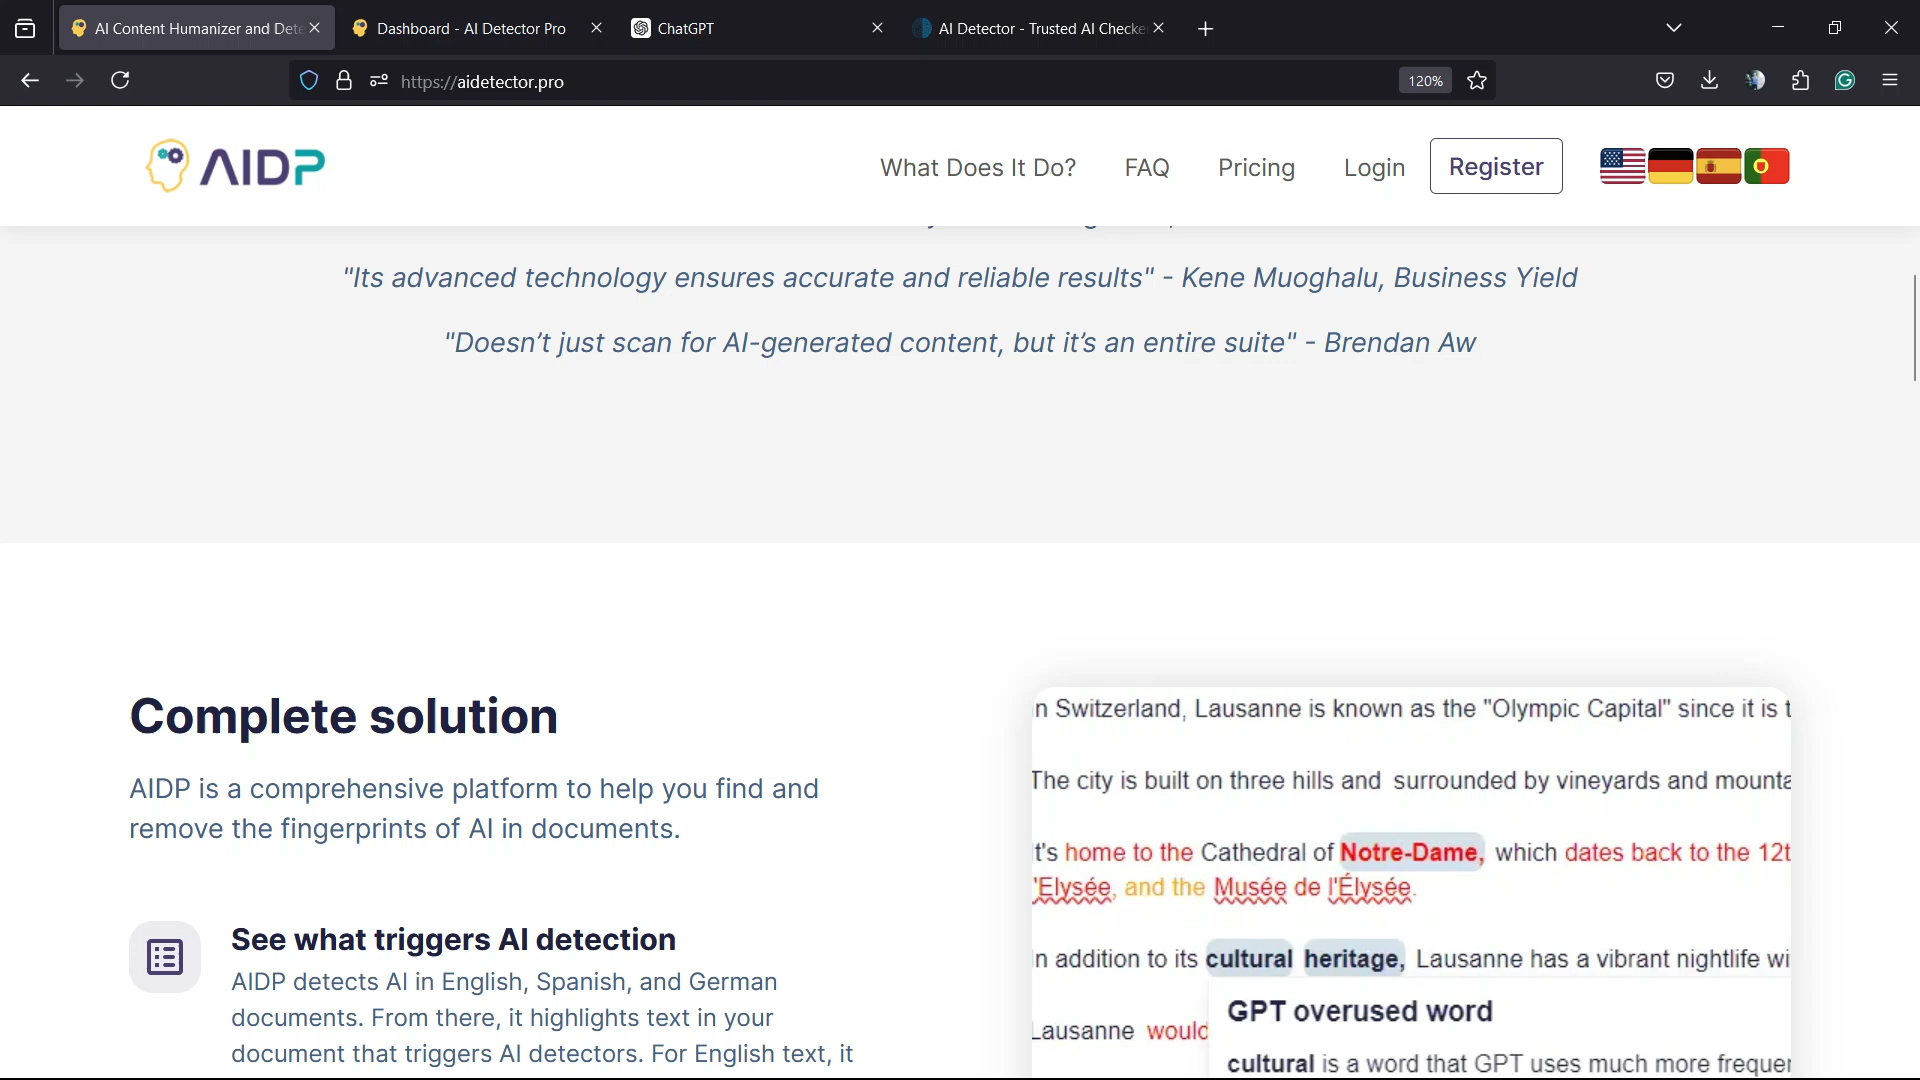 AI Content Humanizer and Dete
Dashboard - AI Detector Pro
ChatGPT
AI Detector - Trusted AI Checke
https://aidetector.pro
120%
AIDP
What Does It Do?
FAQ
Pricing
Login
Register
"Its advanced technology ensures accurate and reliable results" - Kene Muoghalu, Business Yield
"Doesn’t just scan for AI-generated content, but it’s an entire suite" - Brendan Aw
Complete solution
AIDP is a comprehensive platform to help you find and
remove the fingerprints of AI in documents.
See what triggers AI detection
AIDP detects AI in English, Spanish, and German
documents. From there, it highlights text in your
document that triggers AI detectors. For English text, it
n Switzerland, Lausanne is known as the "Olympic Capital" since it is t
The city is built on three hills and surrounded by vineyards and mounta
t's home to the Cathedral of Notre-Dame, which dates back to the 12t
'Elysée, and the Musée de l'Élysée.
n addition to its cultural heritage, Lausanne has a vibrant nightlife wi
Lausanne would
GPT overused word
cultural is a word that GPT uses much more frequer